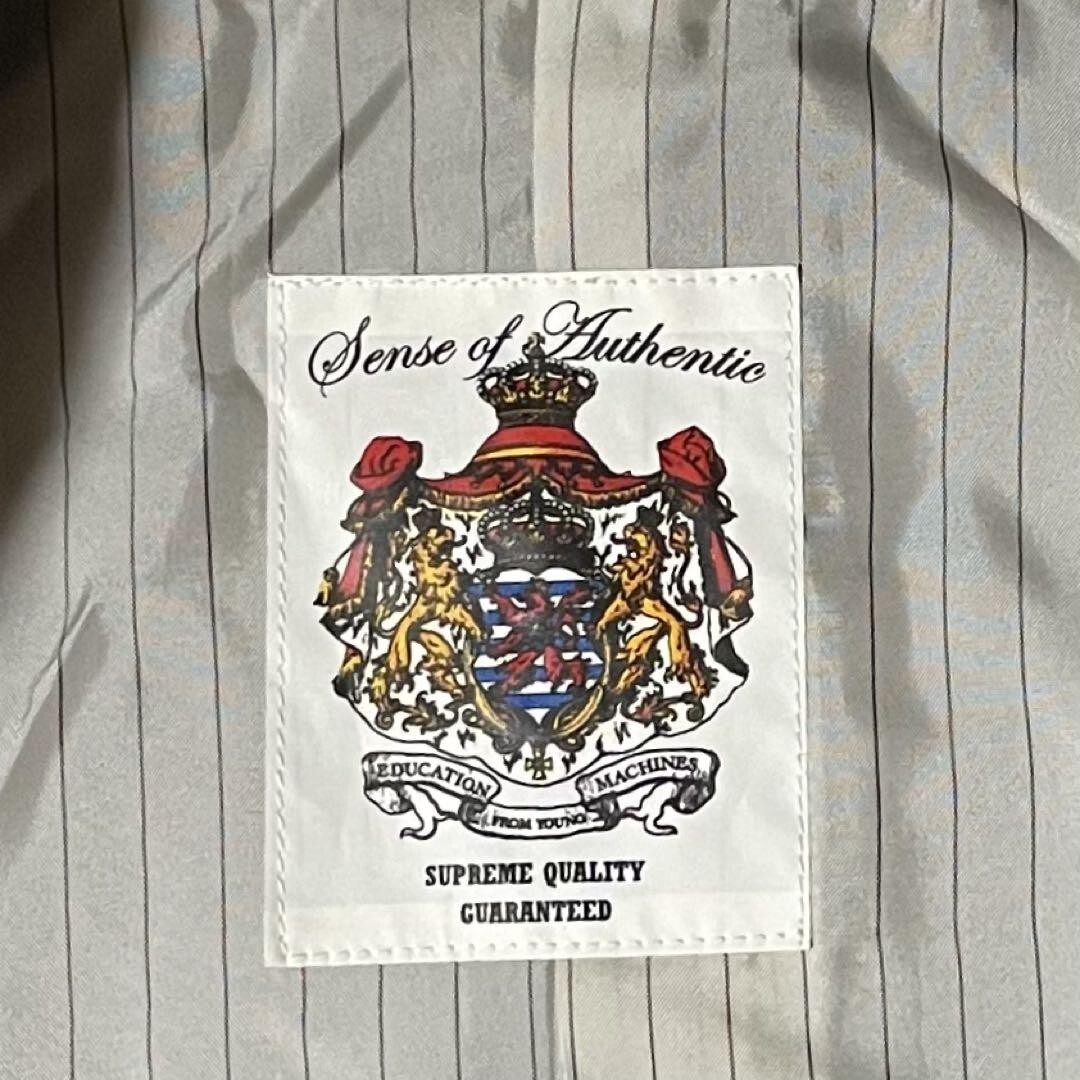 Sense of Authentic
EDUCATION
FROM YOUNG
MACHINES
SUPREME QUALITY
GUARANTEED